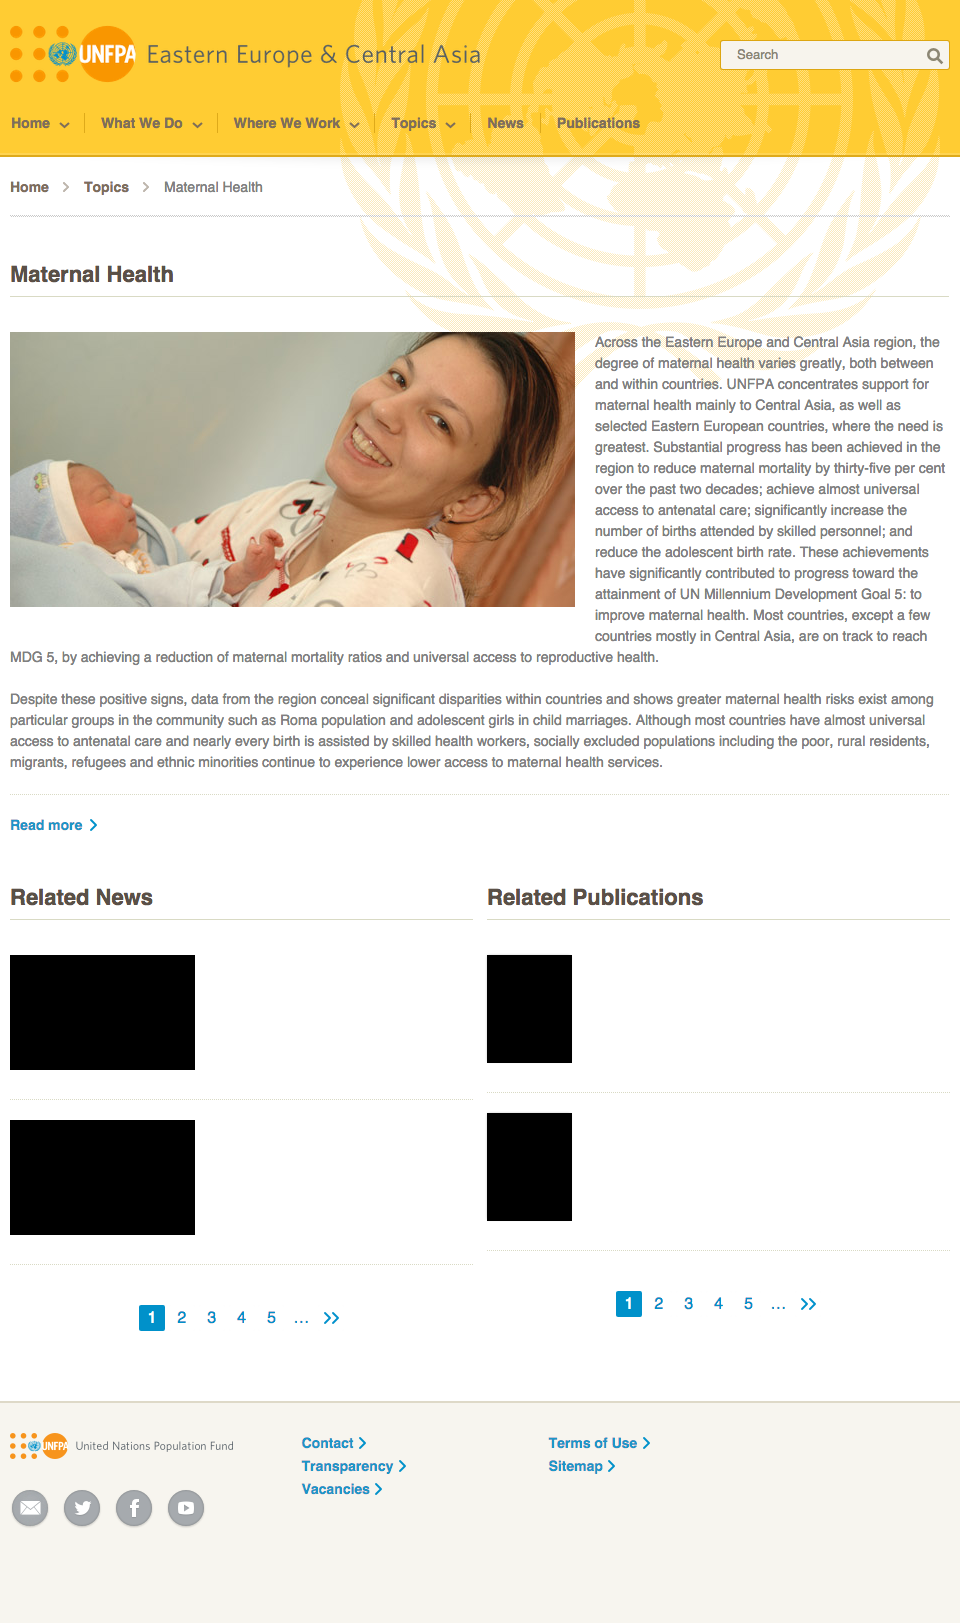 UNFPA Eastern Europe & Central Asia
Search
Home What We Do Where We Work Topics News Publications
Home Topics Maternal Health
Maternal Health
Across the Eastern Europe and Central Asia region, the
degree of maternal health varies greatly, both between
and within countries. UNFPA concentrates support for
maternal health mainly to Central Asia, as well as
selected Eastern European countries, where the need is
greatest. Substantial progress has been achieved in the
region to reduce maternal mortality by thirty-five per cent
over the past two decades; achieve almost universal
access to antenatal care; significantly increase the
number of births attended by skilled personnel; and
reduce the adolescent birth rate. These achievements
have significantly contributed to progress toward the
attainment of UN Millennium Development Goal 5: to
improve maternal health. Most countries, except a few
countries mostly in Central Asia, are on track to reach
MDG 5, by achieving a reduction of maternal mortality ratios and universal access to reproductive health.
Despite these positive signs, data from the region conceal significant disparities within countries and shows greater maternal health risks exist among
particular groups in the community such as Roma population and adolescent girls in child marriages. Although most countries have almost universal
access to antenatal care and nearly every birth is assisted by skilled health workers, socially excluded populations including the poor, rural residents,
migrants, refugees and ethnic minorities continue to experience lower access to maternal health services.
Read more
Related News
Related Publications
1 2 3 4 5 ... >>
1 2 3 4 5 ... >>
UNFPA United Nations Population Fund
Contact
Transparency
Vacancies
Terms of Use
Sitemap